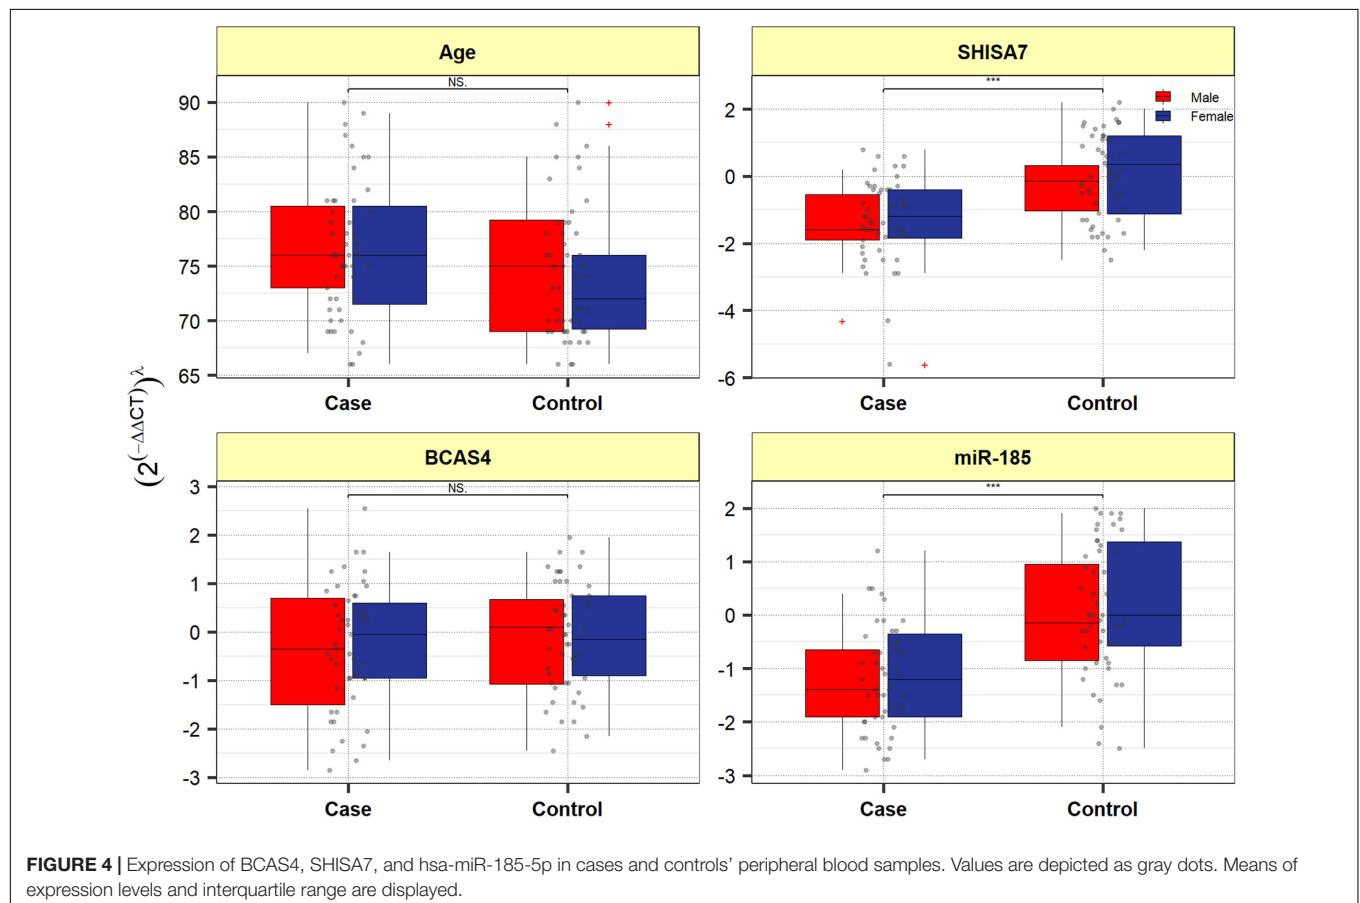 Age
SHISA7
NS.
***
Male
Female
90
85
80
75
70
65
2
0
-2
-4
-6
Case
Control
Case
Control
(2^(−ΔΔCT))^λ
BCAS4
miR-185
NS.
***
3
2
1
0
-1
-2
-3
2
1
0
-1
-2
-3
Case
Control
Case
Control
FIGURE 4 | Expression of BCAS4, SHISA7, and hsa-miR-185-5p in cases and controls' peripheral blood samples. Values are depicted as gray dots. Means of
expression levels and interquartile range are displayed.